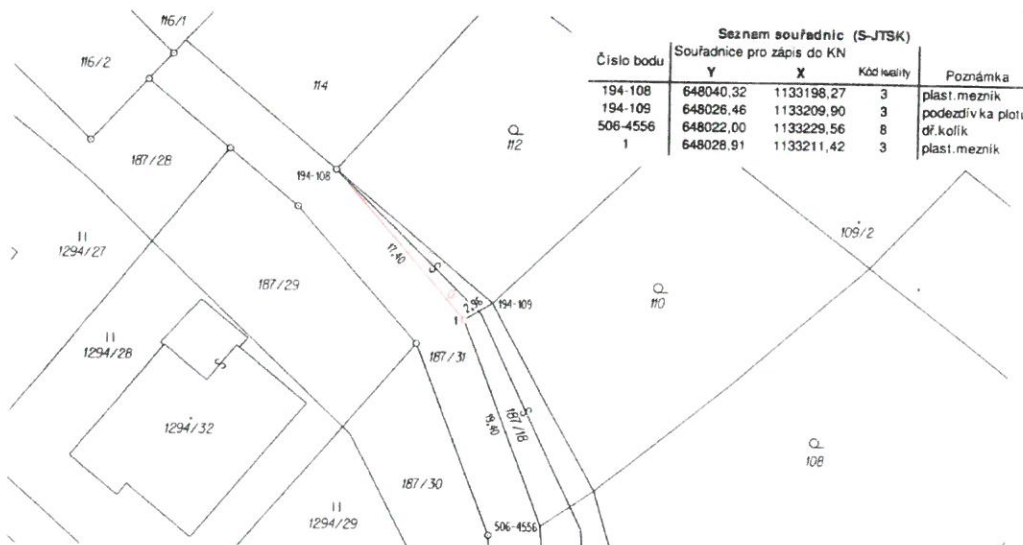 116/1
116/2
114
Seznam souřadnic (S-JTSK)
Číslo bodu
Souřadnice pro zápis do KN
Y X Kód kvality Poznámka
194-108 648040,32 1133198,27 3 plast.mezník
194-109 648026,46 1133209,90 3 podezdívka plotu
506-4556 648022,00 1133229,56 8 dř.kolík
1 648028,91 1133211,42 3 plast.mezník
112
187/28
194-108
109/2
1294/27
17,40
187/29
2,96
194-109
110
1
1294/28
187/31
19,40
187/18
1294/32
108
187/30
1294/29
506-4556